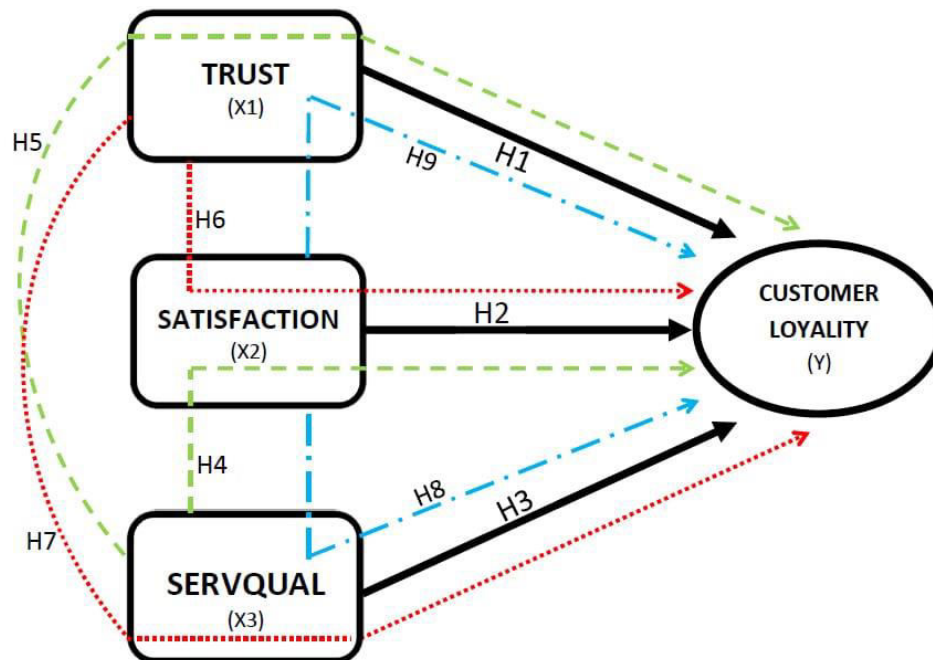 TRUST
(X1)
H5
H9
H1
H6
SATISFACTION
(X2)
H2
CUSTOMER
LOYALITY
(Y)
H4
H8
H3
H7
SERVQUAL
(X3)